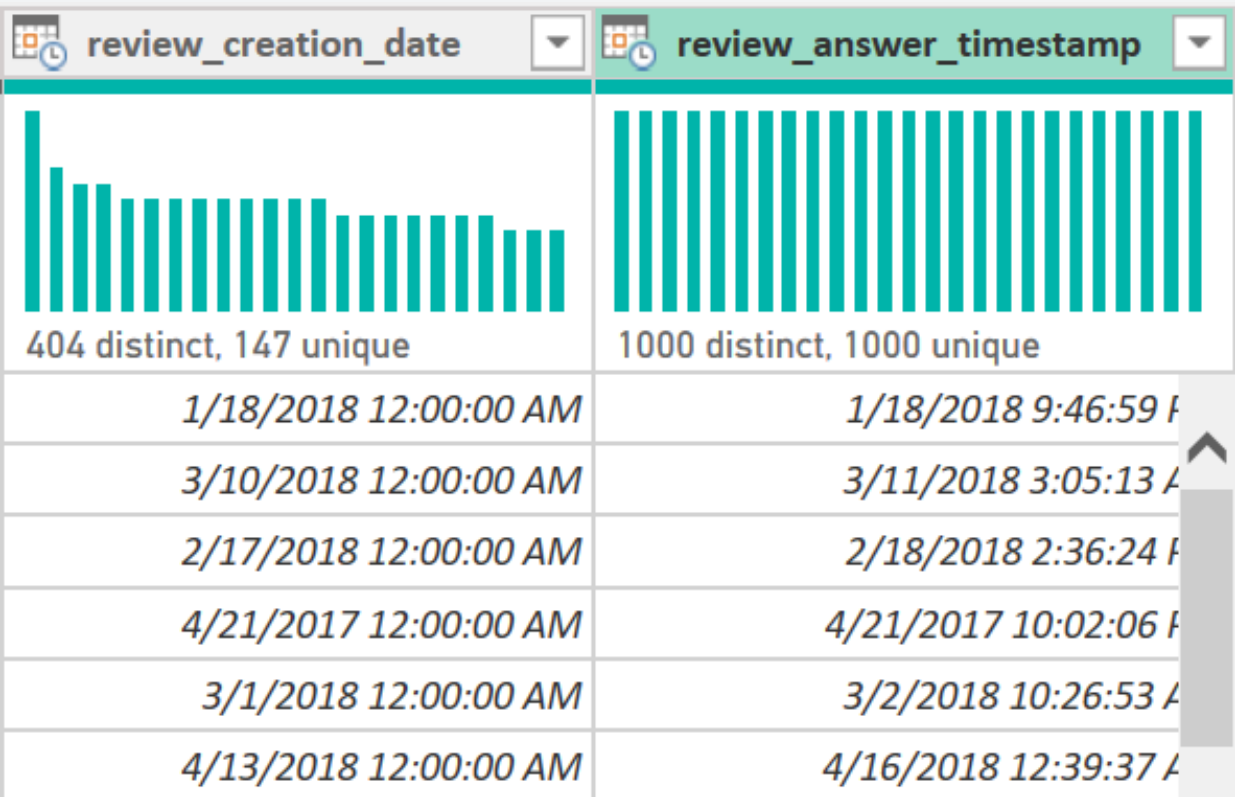 review_creation_date review_answer_timestamp
404 distinct, 147 unique 1000 distinct, 1000 unique
1/18/2018 12:00:00 AM 1/18/2018 9:46:59
3/10/2018 12:00:00 AM 3/11/2018 3:05:13
2/17/2018 12:00:00 AM 2/18/2018 2:36:24
4/21/2017 12:00:00 AM 4/21/2017 10:02:06
3/1/2018 12:00:00 AM 3/2/2018 10:26:53
4/13/2018 12:00:00 AM 4/16/2018 12:39:37